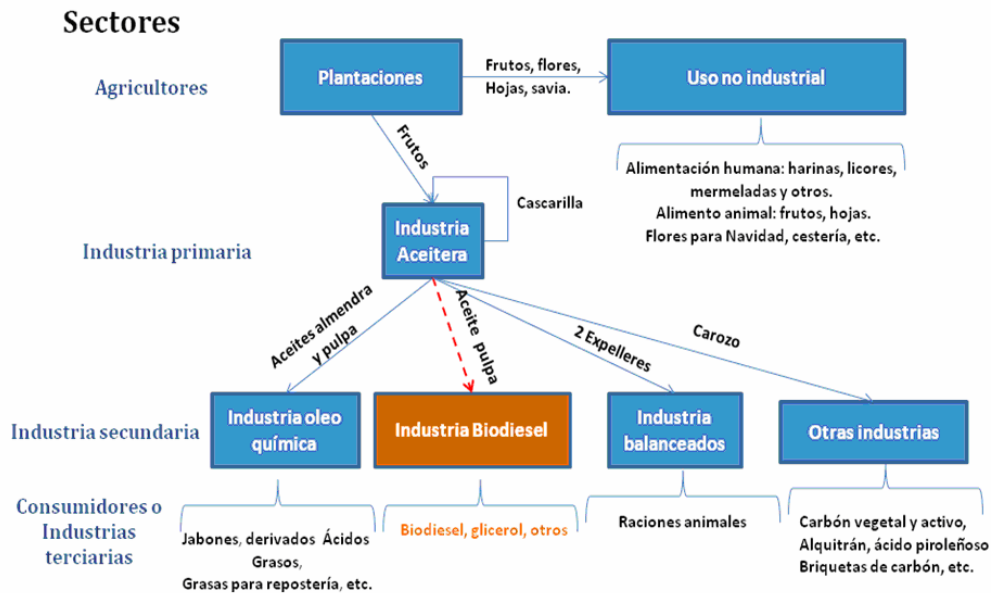 Sectores
Agricultores
Plantaciones
Frutos, flores,
Hojas, savia.
Uso no industrial
Alimentación humana: harinas, licores,
mermeladas y otros.
Alimento animal: frutos, hojas.
Flores para Navidad, cestería, etc.
Frutos
Cascarilla
Industria primaria
Industria
Aceitera
Aceites almendra
y pulpa
Aceite pulpa
2 Expelleres
Carozo
Industria secundaria
Industria oleo
química
Industria Biodiesel
Industria
balanceados
Otras industrias
Consumidores o
Industrias
terciarias
Jabones, derivados Ácidos
Grasos,
Grasas para repostería, etc.
Biodiesel, glicerol, otros
Raciones animales
Carbón vegetal y activo,
Alquitrán, ácido piroleñoso
Briquetas de carbón, etc.